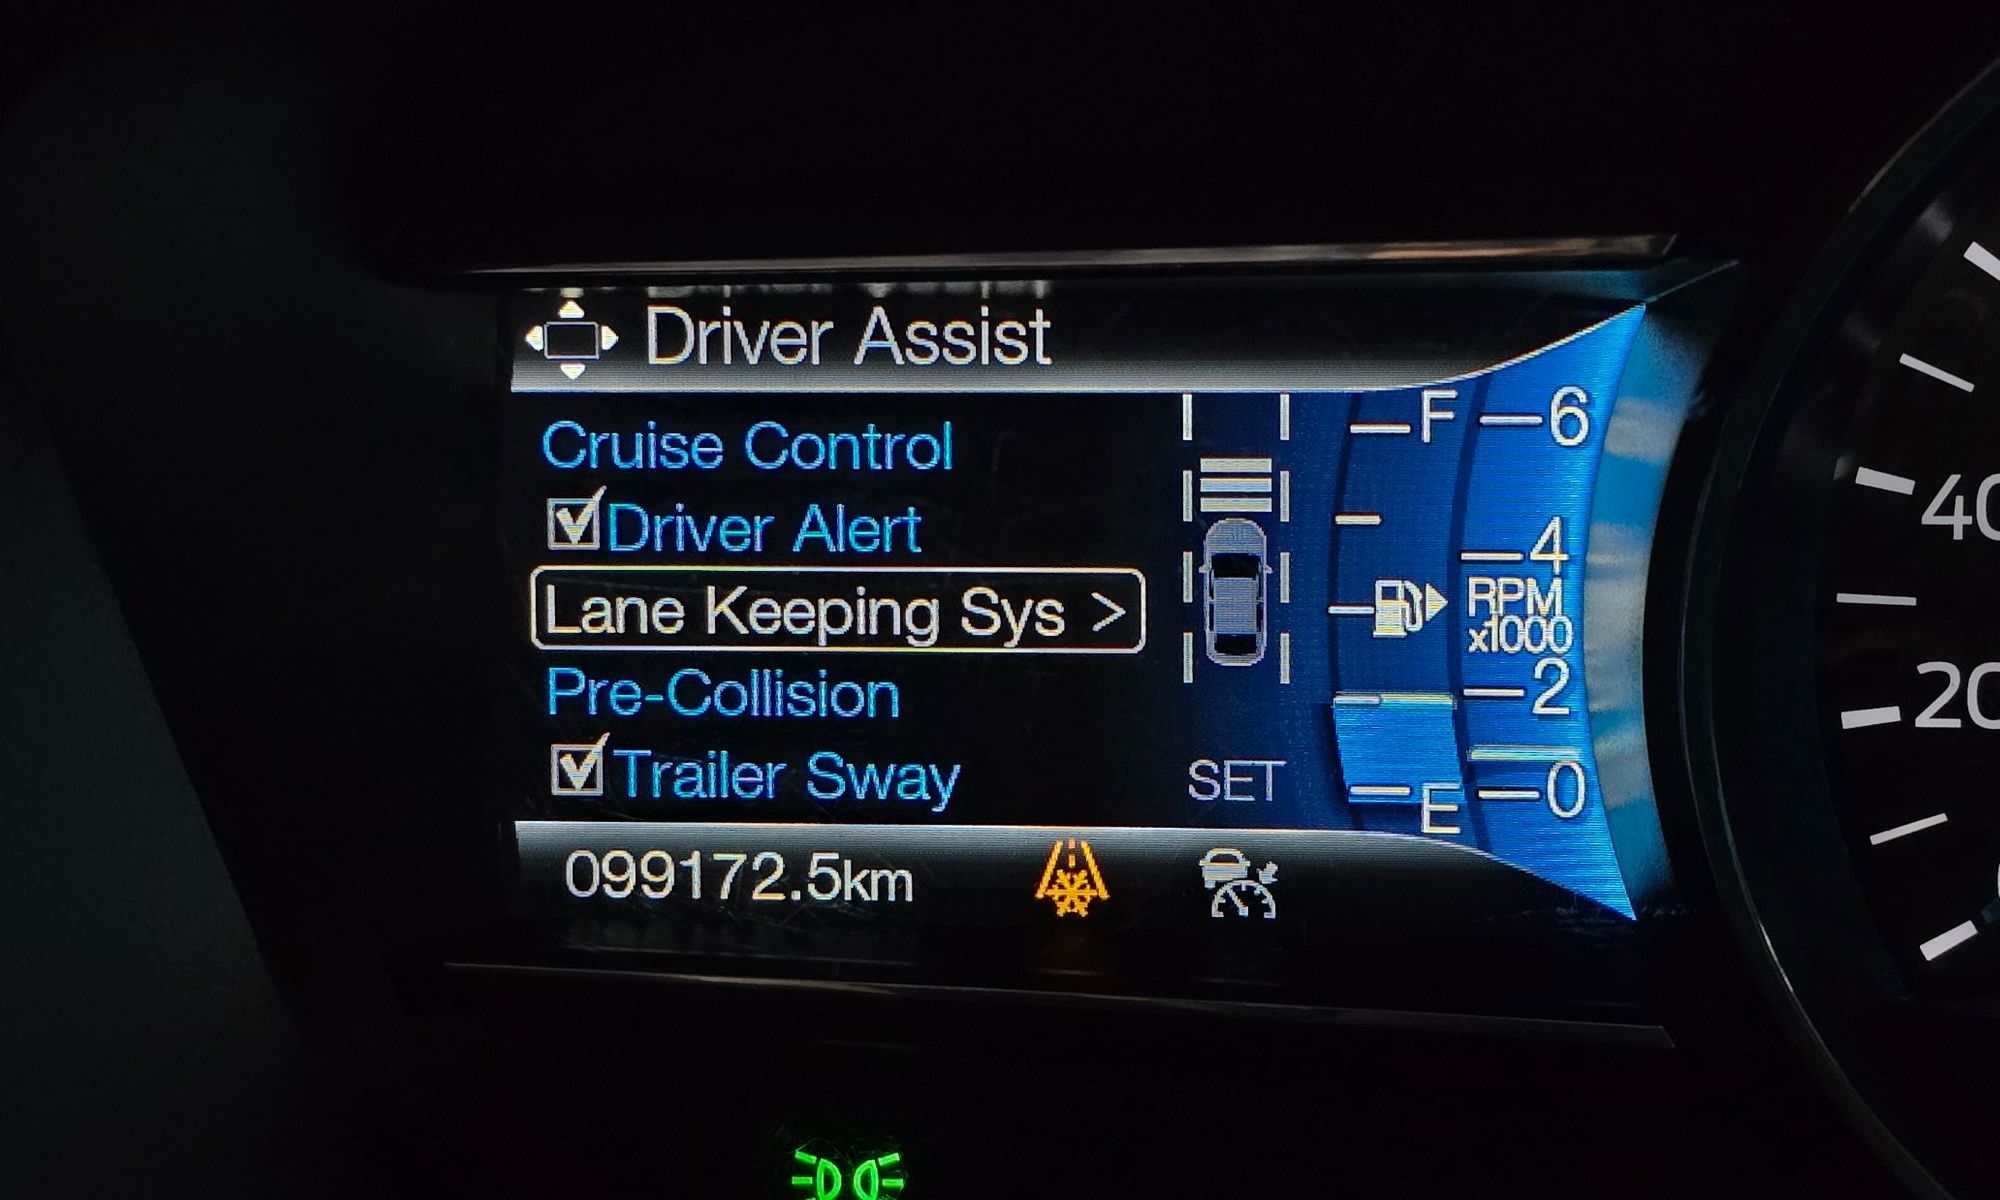 Driver Assist
Cruise Control
Driver Alert
Lane Keeping Sys >
Pre-Collision
Trailer Sway
SET
F
E
6
4
RPM
x1000
2
0
099172.5km
40
20